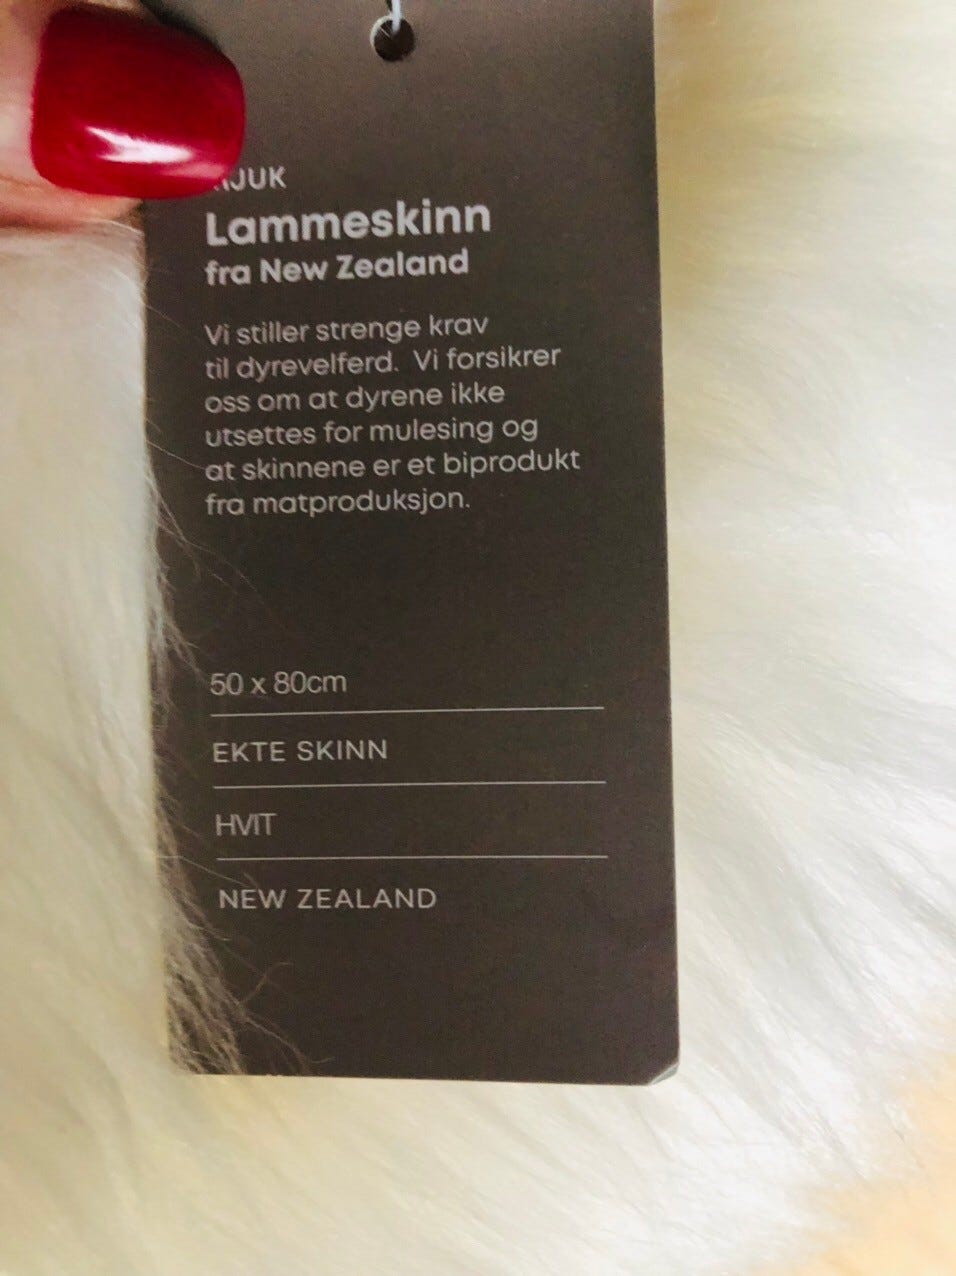 Lammeskinn
fra New Zealand
Vi stiller strenge krav
til dyrevelferd. Vi forsikrer
oss om at dyrene ikke
utsettes for mulesing og
at skinnene er et biprodukt
fra matproduksjon.
50 x 80cm
EKTE SKINN
HVIT
NEW ZEALAND